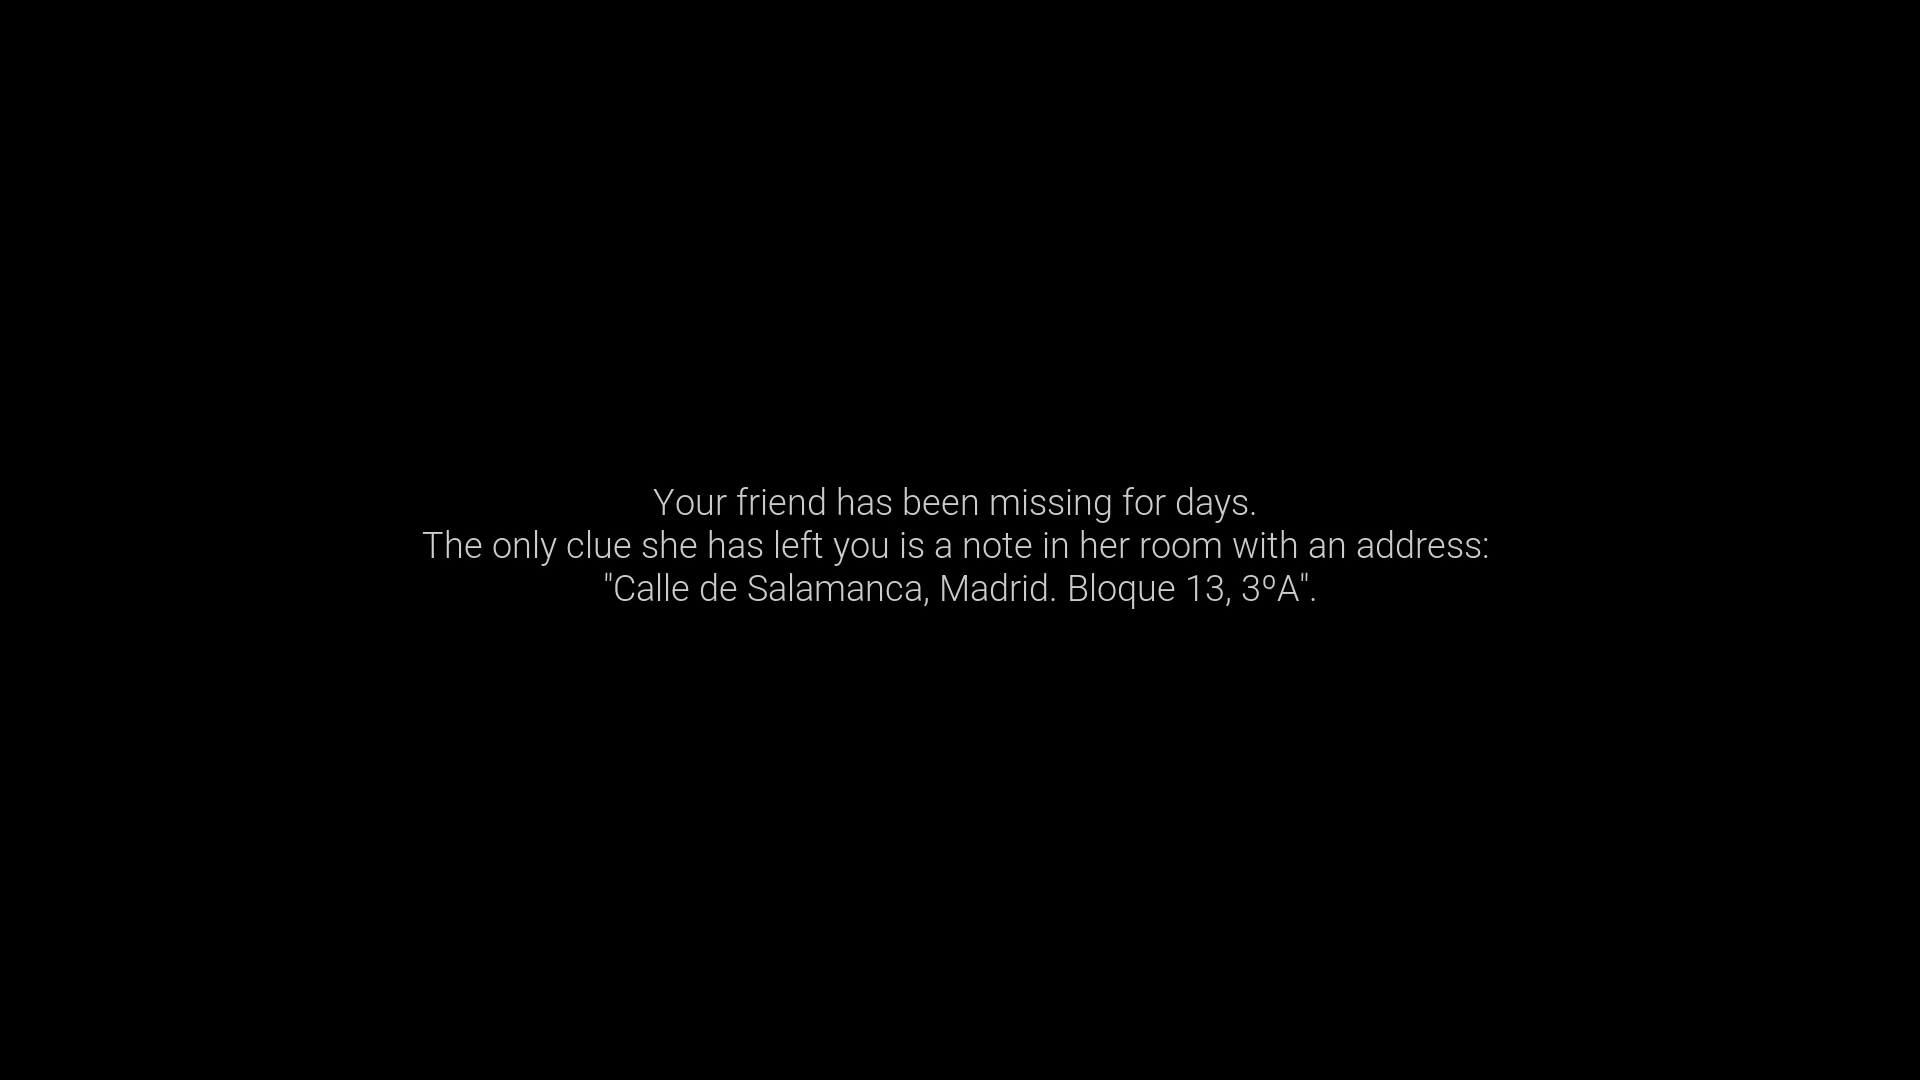 Your friend has been missing for days.
The only clue she has left you is a note in her room with an address:
"Calle de Salamanca, Madrid. Bloque 13, 3ºA".